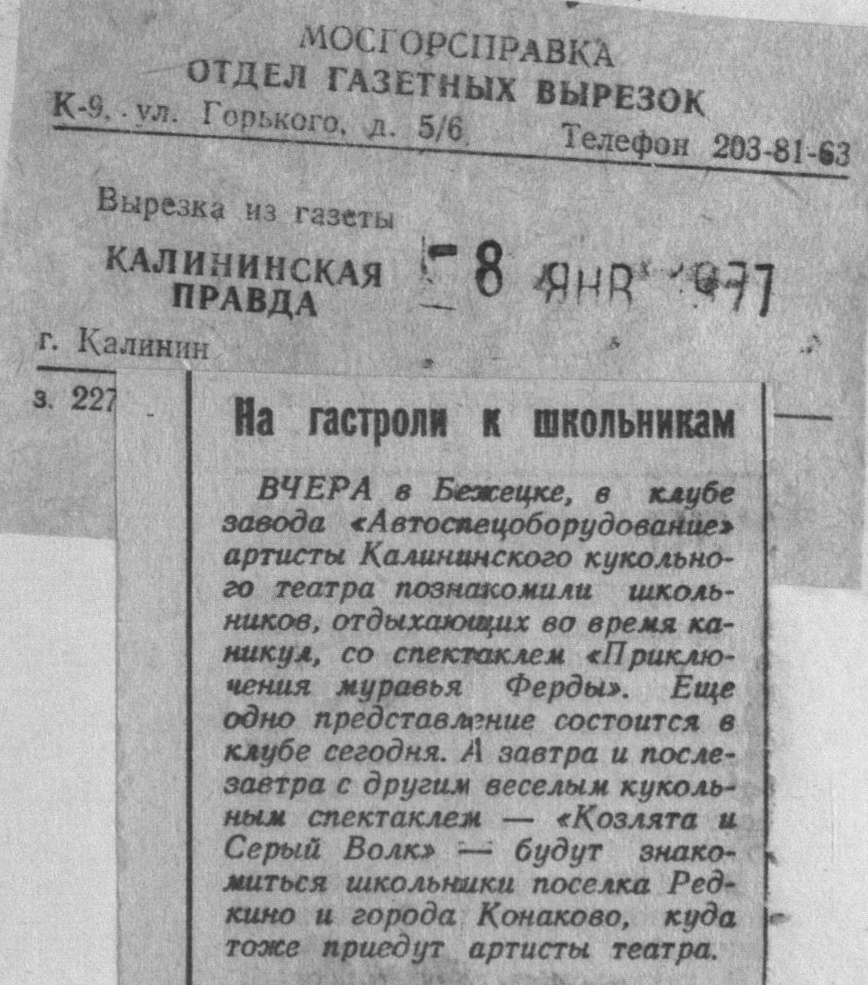 МОСГОРСПРАВКА
ОТДЕЛ ГАЗЕТНЫХ ВЫРЕЗОК
К-9, ул. Горького, д. 5/6 Телефон 203-81-63
Вырезка из газеты
КАЛИНИНСКАЯ
ПРАВДА
- 8 ЯНВ 1977
г. Калинин
з. 227
На гастроли к школьникам
ВЧЕРА в Бежецке, в клубе
завода «Автоспецоборудование»
артисты Калининского кукольно-
го театра познакомили школь-
ников, отдыхающих во время ка-
никул, со спектаклем «Приклю-
чения муравья Ферды». Еще
одно представление состоится в
клубе сегодня. А завтра и после-
завтра с другим веселым куколь-
ным спектаклем — «Козлята и
Серый Волк» — будут знако-
миться школьники поселка Ред-
кино и города Конаково, куда
тоже приедут артисты театра.